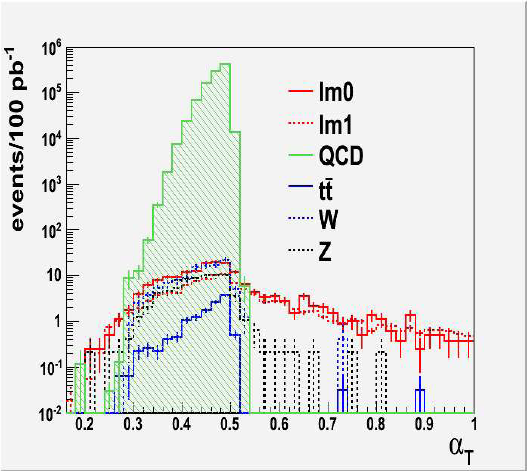 events/100 pb⁻¹
10⁶
10⁵
10⁴
10³
10²
10
1
10⁻¹
10⁻²
lm0
lm1
QCD
tt̄
W
Z
0.2 0.3 0.4 0.5 0.6 0.7 0.8 0.9 1
α_T